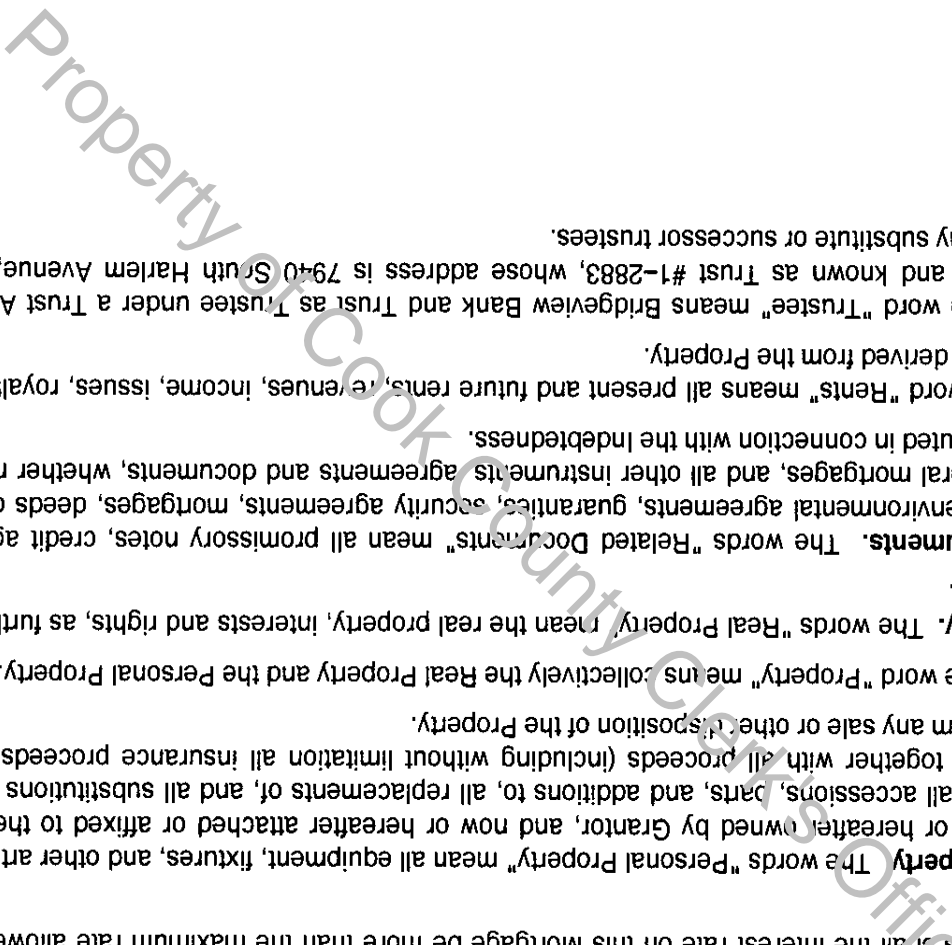 all the interest rate on this Mortgage be more than the maximum rate allowe
perty The words "Personal Property" mean all equipment, fixtures, and other art
or hereafter owned by Grantor, and now or hereafter attached or affixed to the
all accessions, parts, and additions to, all replacements of, and all substitutions
together with all proceeds (including without limitation all insurance proceeds
m any sale or other disposition of the Property.
e word "Property" means collectively the Real Property and the Personal Property.
y. The words "Real Property" mean the real property, interests and rights, as furt
.
uments. The words "Related Documents" mean all promissory notes, credit ag
environmental agreements, guaranties, security agreements, mortgages, deeds
eral mortgages, and all other instruments, agreements and documents, whether
uted in connection with the Indebtedness.
word "Rents" means all present and future rents, revenues, income, issues, royal
derived from the Property.
e word "Trustee" means Bridgeview Bank and Trust as Trustee under a Trust A
and known as Trust #1-2883, whose address is 7940 South Harlem Avenue,
y substitute or successor trustees.
Property of Cook County Clerk's Offi